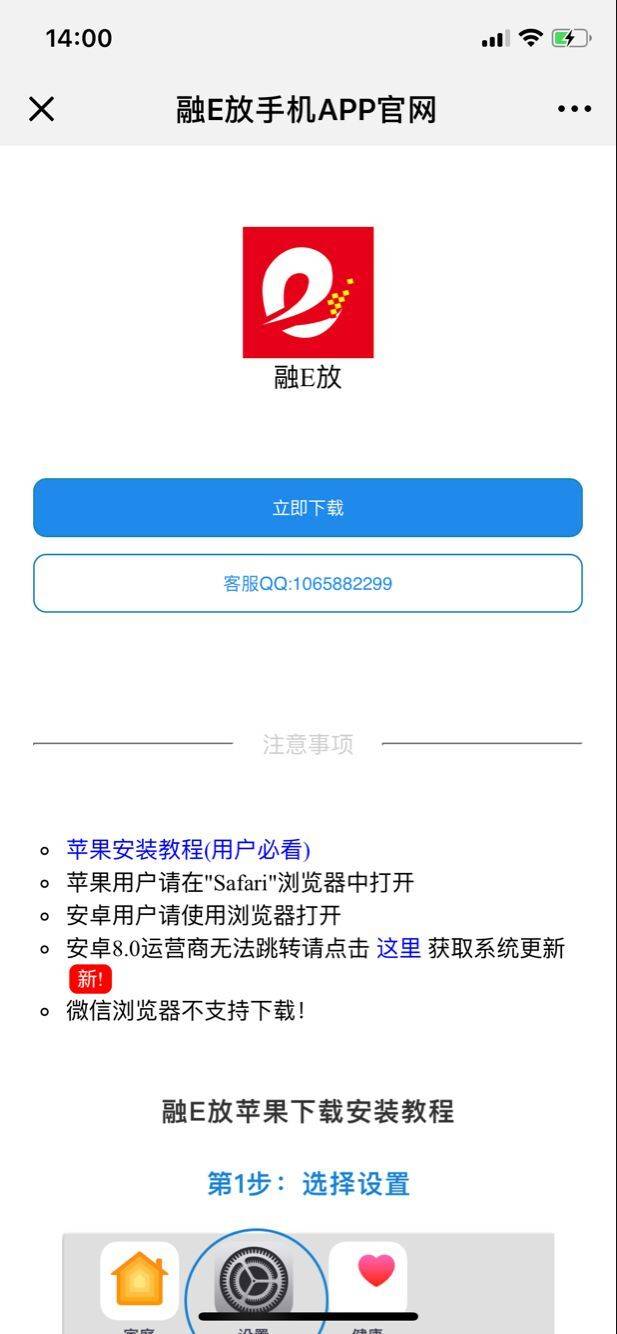 14:00
融E放手机APP官网
融E放
立即下载
客服QQ:1065882299
注意事项
苹果安装教程(用户必看)
苹果用户请在"Safari"浏览器中打开
安卓用户请使用浏览器打开
安卓8.0运营商无法跳转请点击 这里 获取系统更新
新!
微信浏览器不支持下载!
融E放苹果下载安装教程
第1步：选择设置